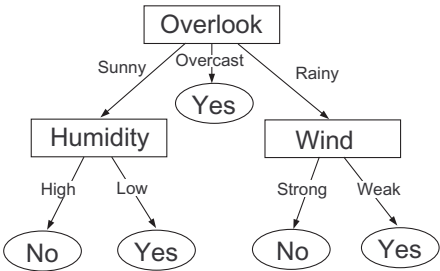 Overlook
Sunny Overcast Rainy
Yes
Humidity Wind
High Low Strong Weak
No Yes No Yes